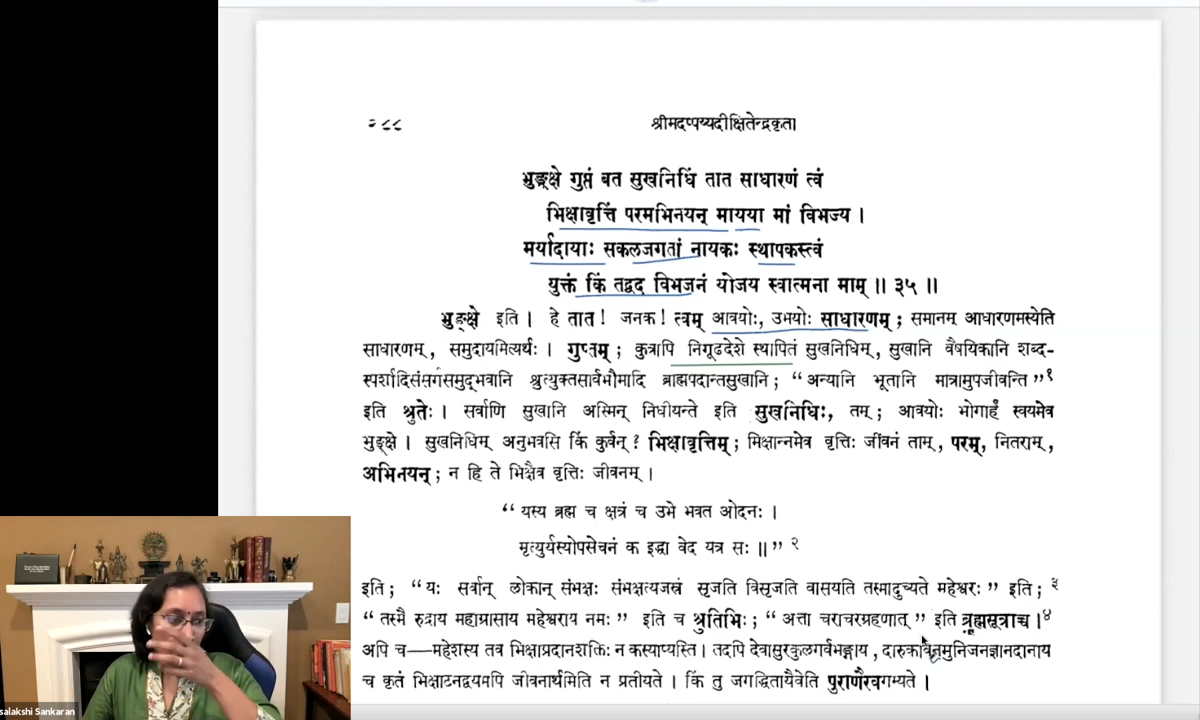 २८८
श्रीमदप्पय्यदीक्षितेन्द्रकृता
भुङ्क्षे गुप्तं बत सुखनिधिं तात साधारणं त्वं
भिक्षावृत्तिं परमभिनयन् मायया मां विभज्य ।
मर्यादायाः सकलजगतां नायकः स्थापकस्त्वं
युक्तं किं तद्वद विभजनं योजय स्वात्मना माम् ॥ ३५ ॥
भुङ्क्षे इति । हे तात! जनक! त्वम् आवयोः, उभयोः साधारणम्; समानम् आधारणमस्येति
साधारणम्, समुदायमित्यर्थः । गुप्तम्; कुत्रापि निगूढदेशे स्थापितं सुखनिधिम्, सुखानि वैषयिकानि शब्द-
स्पर्शादिसंसर्गसमुद्भवानि श्रुत्युक्तसार्वभौमादि ब्राह्मपदान्तसुखानि; “अन्यानि भूतानि मात्रामुपजीवन्ति”१
इति श्रुतेः । सर्वाणि सुखानि अस्मिन् निधीयन्ते इति सुखनिधिः, तम्; आवयोः भोगार्हं स्वयमेव
भुङ्क्षे । सुखनिधिम् अनुभवसि किं कुर्वन्? भिक्षावृत्तिम्; भिक्षान्नमेव वृत्तिः जीवनं ताम्, परम्, नितराम्,
अभिनयन्; न हि ते भिक्षैव वृत्तिः जीवनम् ।
“ यस्य ब्रह्म च क्षत्रं च उभे भवत ओदनः ।
मृत्युर्यस्योपसेचनं क इद्धा वेद यत्र सः ॥” २
इति; “यः सर्वान् लोकान् संभक्षः संभक्षत्यजस्रं सृजति विसृजति वासयति तस्मादुच्यते महेश्वरः” इति; ३
“ तस्मै रुद्राय महाग्रासाय महेश्वराय नमः” इति च श्रुतिभिः; “अत्ता चराचरग्रहणात्” इति ब्रह्मसूत्राच्च ।४
अपि च—महेशस्य तव भिक्षाप्रदानशक्तिः न कस्याप्यस्ति । तदपि देवासुरकुलगर्वभङ्गाय, मुनिजनज्ञानदानाय
च कृतं भिक्षाटनद्वयमपि जीवनार्थमिति न प्रतीयते । किं तु जगद्धितायैवेति पुराणैरवगम्यते ।
salakshi Sankaran